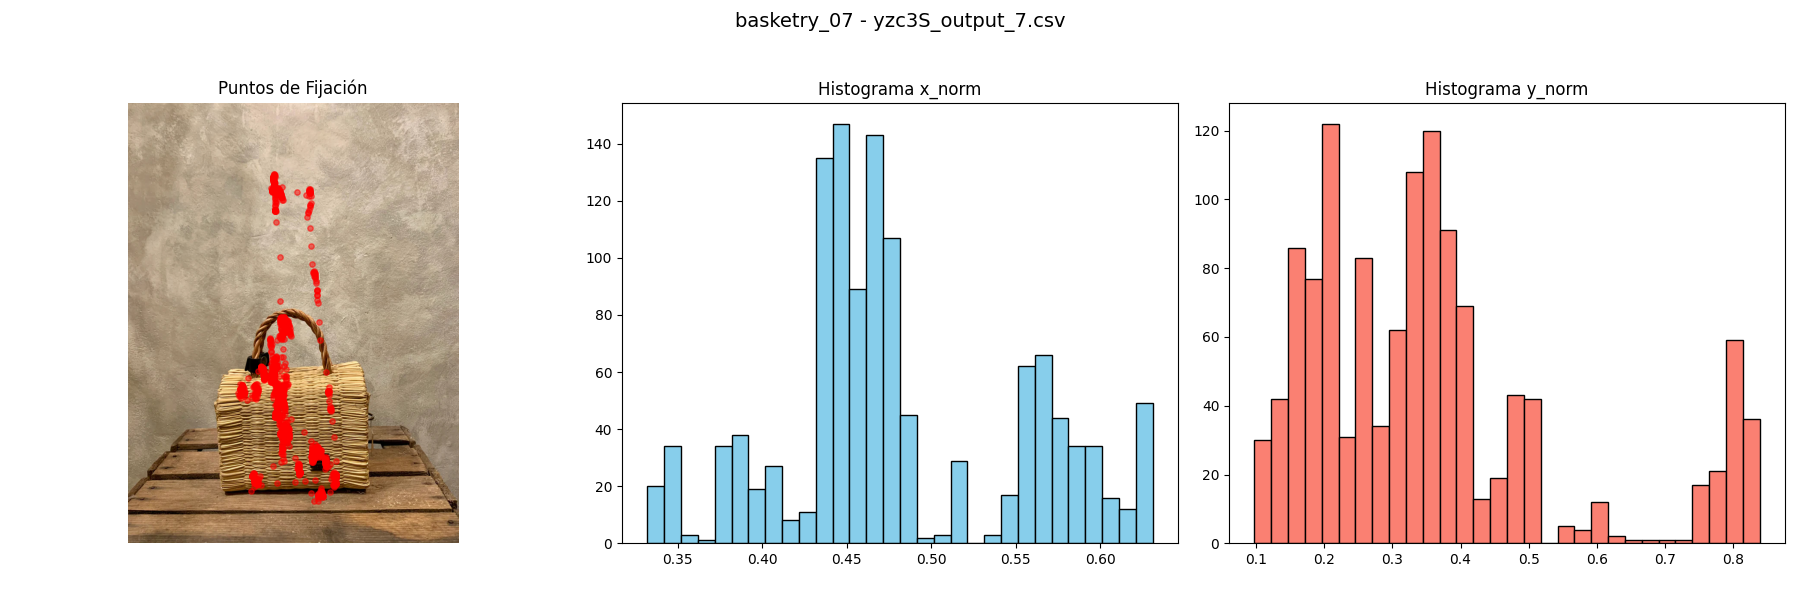 basketry_07 - yzc3S_output_7.csv
Puntos de Fijación
Histograma x_norm
Histograma y_norm
140
120
100
80
60
40
20
0
0.35 0.40 0.45 0.50 0.55 0.60
120
100
80
60
40
20
0
0.1 0.2 0.3 0.4 0.5 0.6 0.7 0.8